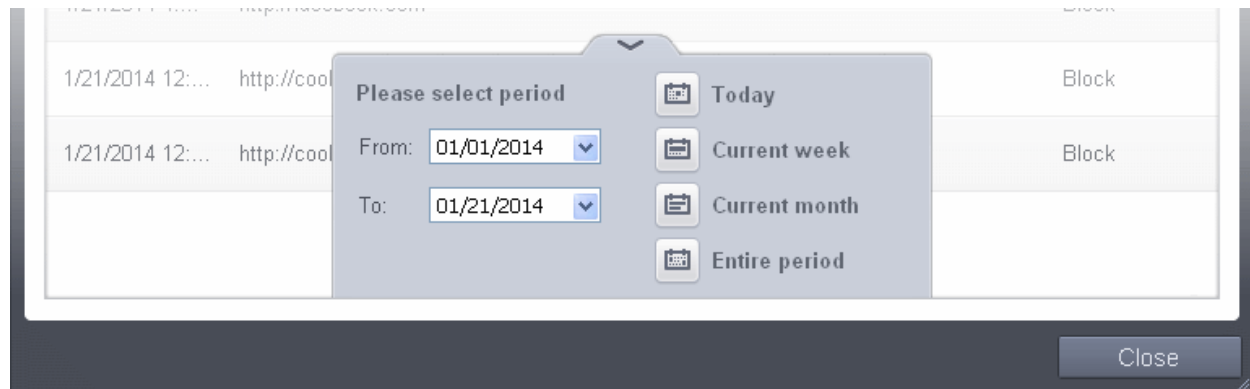 1/21/2014 12:... http://cool Block
Please select period
Today
1/21/2014 12:... http://cool Block
From: 01/01/2014
Current week
To: 01/21/2014
Current month
Entire period
Close